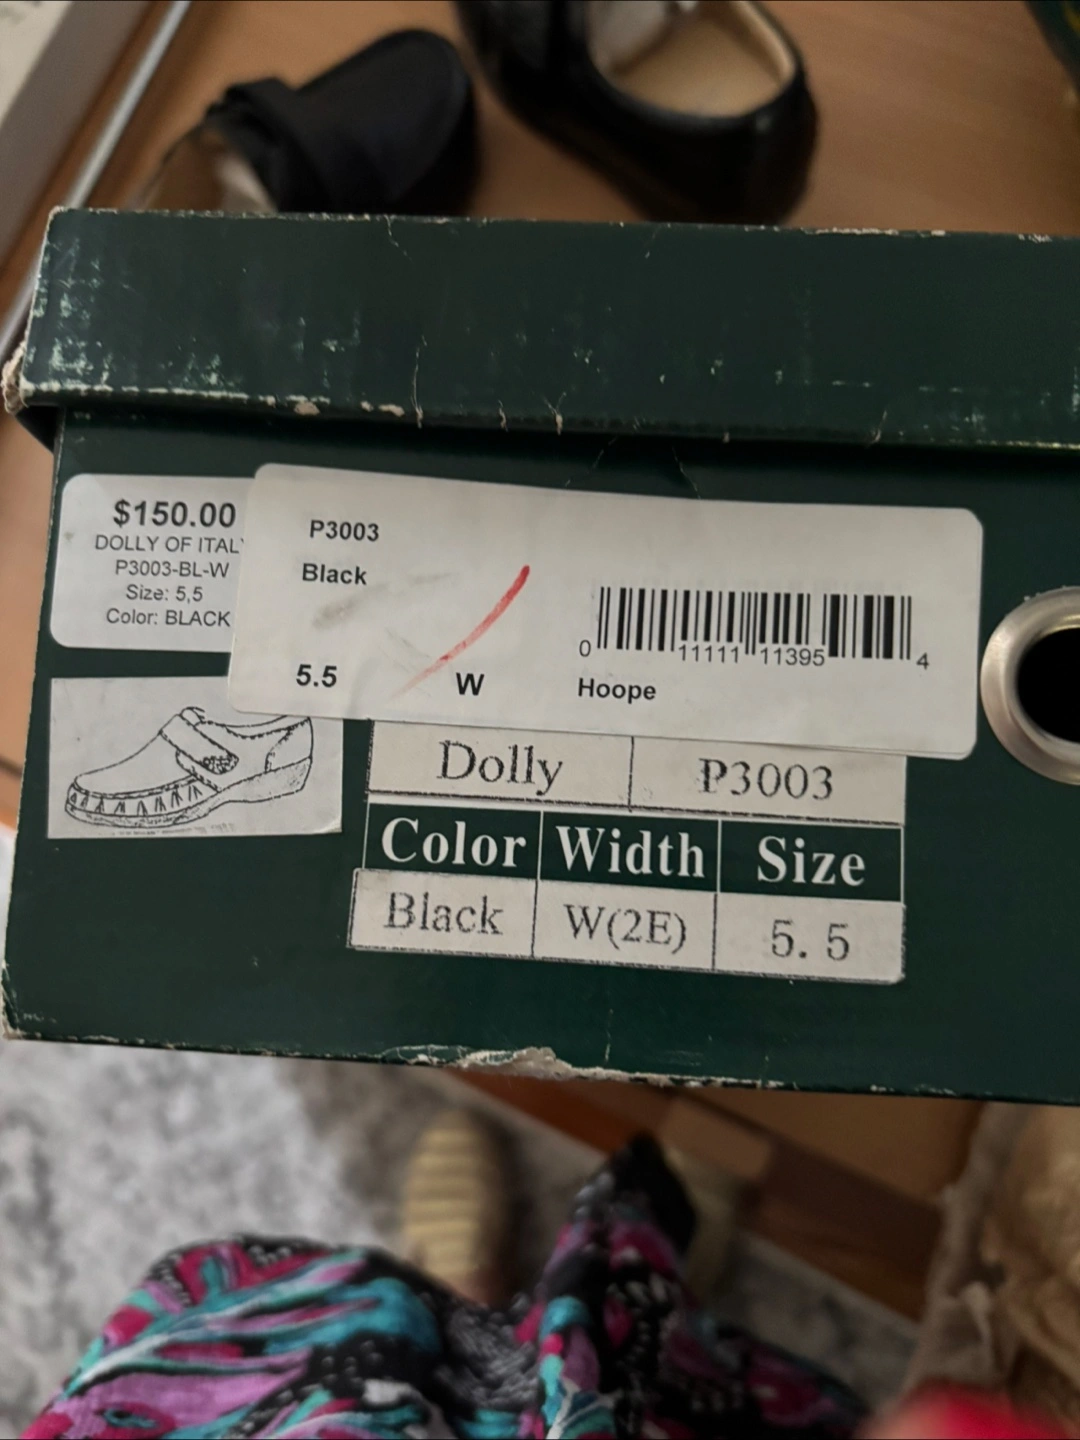 $150.00
DOLLY OF ITALY
P3003-BL-W
Size: 5,5
Color: BLACK
P3003
Black
5.5 W
0 11111 11395 4
Hoope
Dolly P3003
Color Width Size
Black W(2E) 5.5